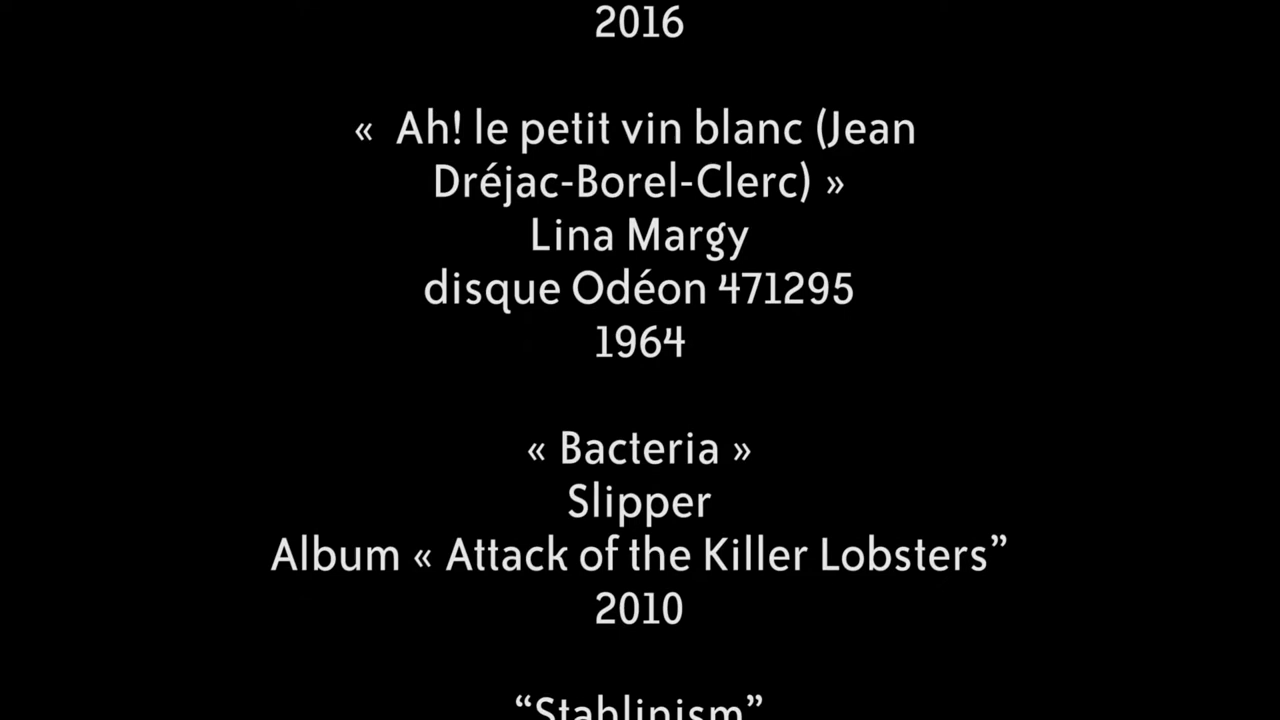 2016
«  Ah! le petit vin blanc (Jean
Dréjac-Borel-Clerc) »
Lina Margy
disque Odéon 471295
1964
« Bacteria »
Slipper
Album « Attack of the Killer Lobsters”
2010
“Stahlinism”